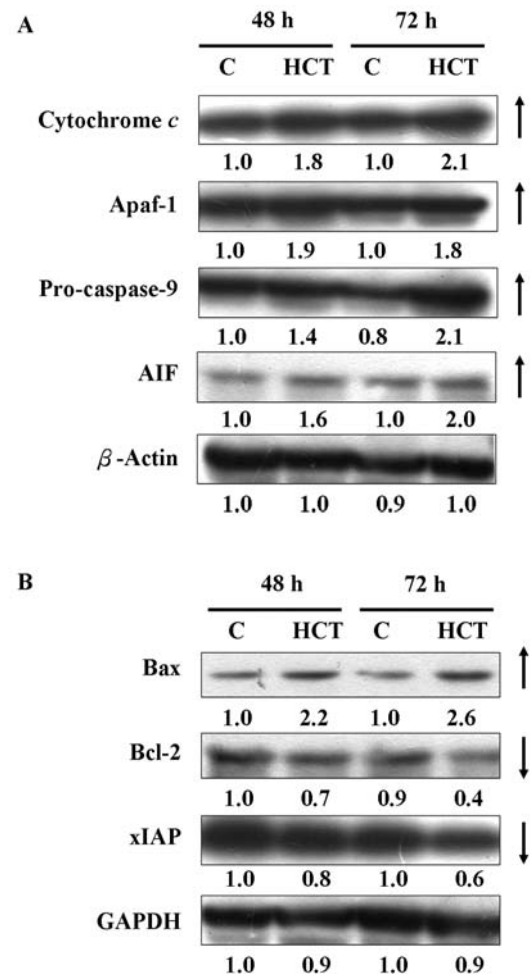 A
48 h 72 h
C HCT C HCT
Cytochrome c
1.0 1.8 1.0 2.1
Apaf-1
1.0 1.9 1.0 1.8
Pro-caspase-9
1.0 1.4 0.8 2.1
AIF
1.0 1.6 1.0 2.0
β-Actin
1.0 1.0 0.9 1.0
B
48 h 72 h
C HCT C HCT
Bax
1.0 2.2 1.0 2.6
Bcl-2
1.0 0.7 0.9 0.4
xIAP
1.0 0.8 1.0 0.6
GAPDH
1.0 0.9 1.0 0.9